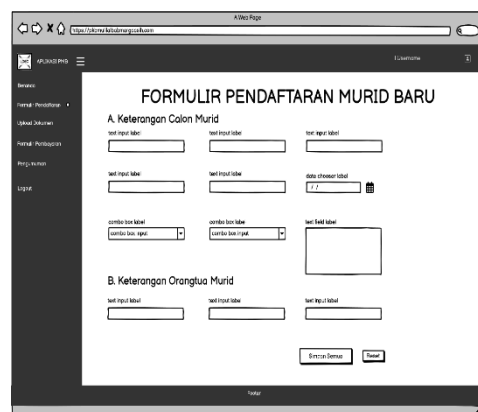 A Web Page
APLIKASI PMB
Username
Beranda
Formulir Pendaftaran
Upload Dokumen
Formulir Pembayaran
Pengumuman
Logout
FORMULIR PENDAFTARAN MURID BARU
A. Keterangan Calon Murid
text input label text input label text input label
text input label text input label date chooser label
/ /
combo box label combo box label text field label
combo box input combo box input
B. Keterangan Orangtua Murid
text input label text input label text input label
Simpan Semua Reset
Footer